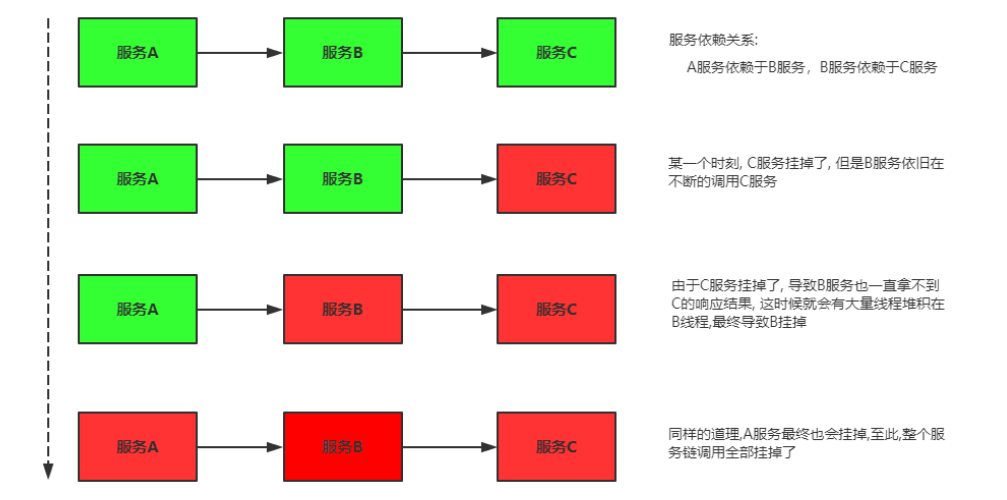 服务A
服务B
服务C
服务依赖关系:
A服务依赖于B服务，B服务依赖于C服务
服务A
服务B
服务C
某一个时刻, C服务挂掉了, 但是B服务依旧在
不断的调用C服务
服务A
服务B
服务C
由于C服务挂掉了, 导致B服务也一直拿不到
C的响应结果, 这时候就会有大量线程堆积在
B线程,最终导致B挂掉
服务A
服务B
服务C
同样的道理,A服务最终也会挂掉,至此,整个服
务链调用全部挂掉了